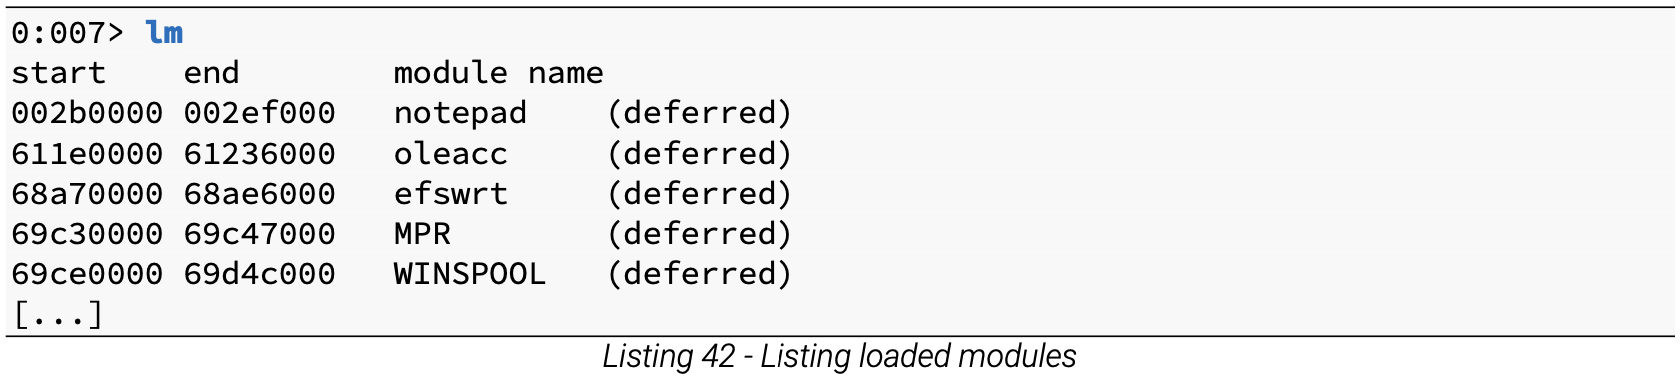 0:007> lm
start    end        module name
002b0000 002ef000   notepad    (deferred)
611e0000 61236000   oleacc     (deferred)
68a70000 68ae6000   efswrt     (deferred)
69c30000 69c47000   MPR        (deferred)
69ce0000 69d4c000   WINSPOOL   (deferred)
[...]
Listing 42 - Listing loaded modules